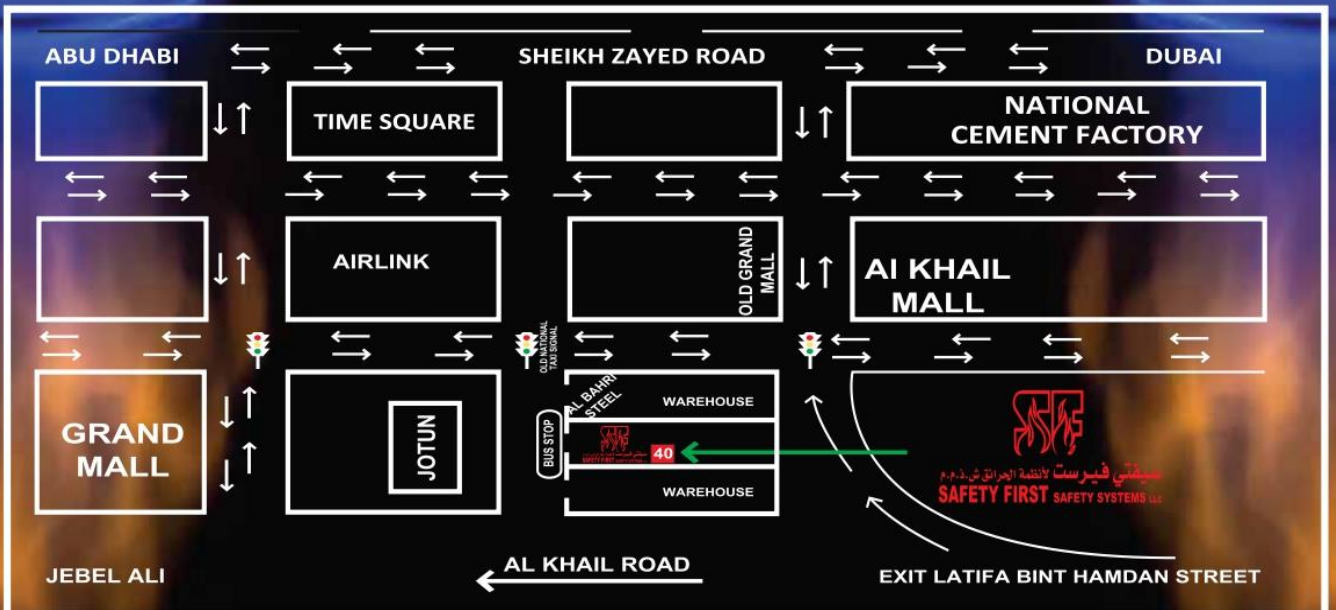 ABU DHABI
SHEIKH ZAYED ROAD
DUBAI
TIME SQUARE
NATIONAL
CEMENT FACTORY
AIRLINK
OLD GRAND
MALL
AI KHAIL
MALL
OLD NATIONAL
TAXI SIGNAL
GRAND
MALL
JOTUN
BUS STOP
AL BAHRI
STEEL
WAREHOUSE
40
SAFETY FIRST
WAREHOUSE
سيفتي فيرست لأنظمة الحرائق ش.ذ.م.م
SAFETY FIRST SAFETY SYSTEMS LLC
JEBEL ALI
AL KHAIL ROAD
EXIT LATIFA BINT HAMDAN STREET